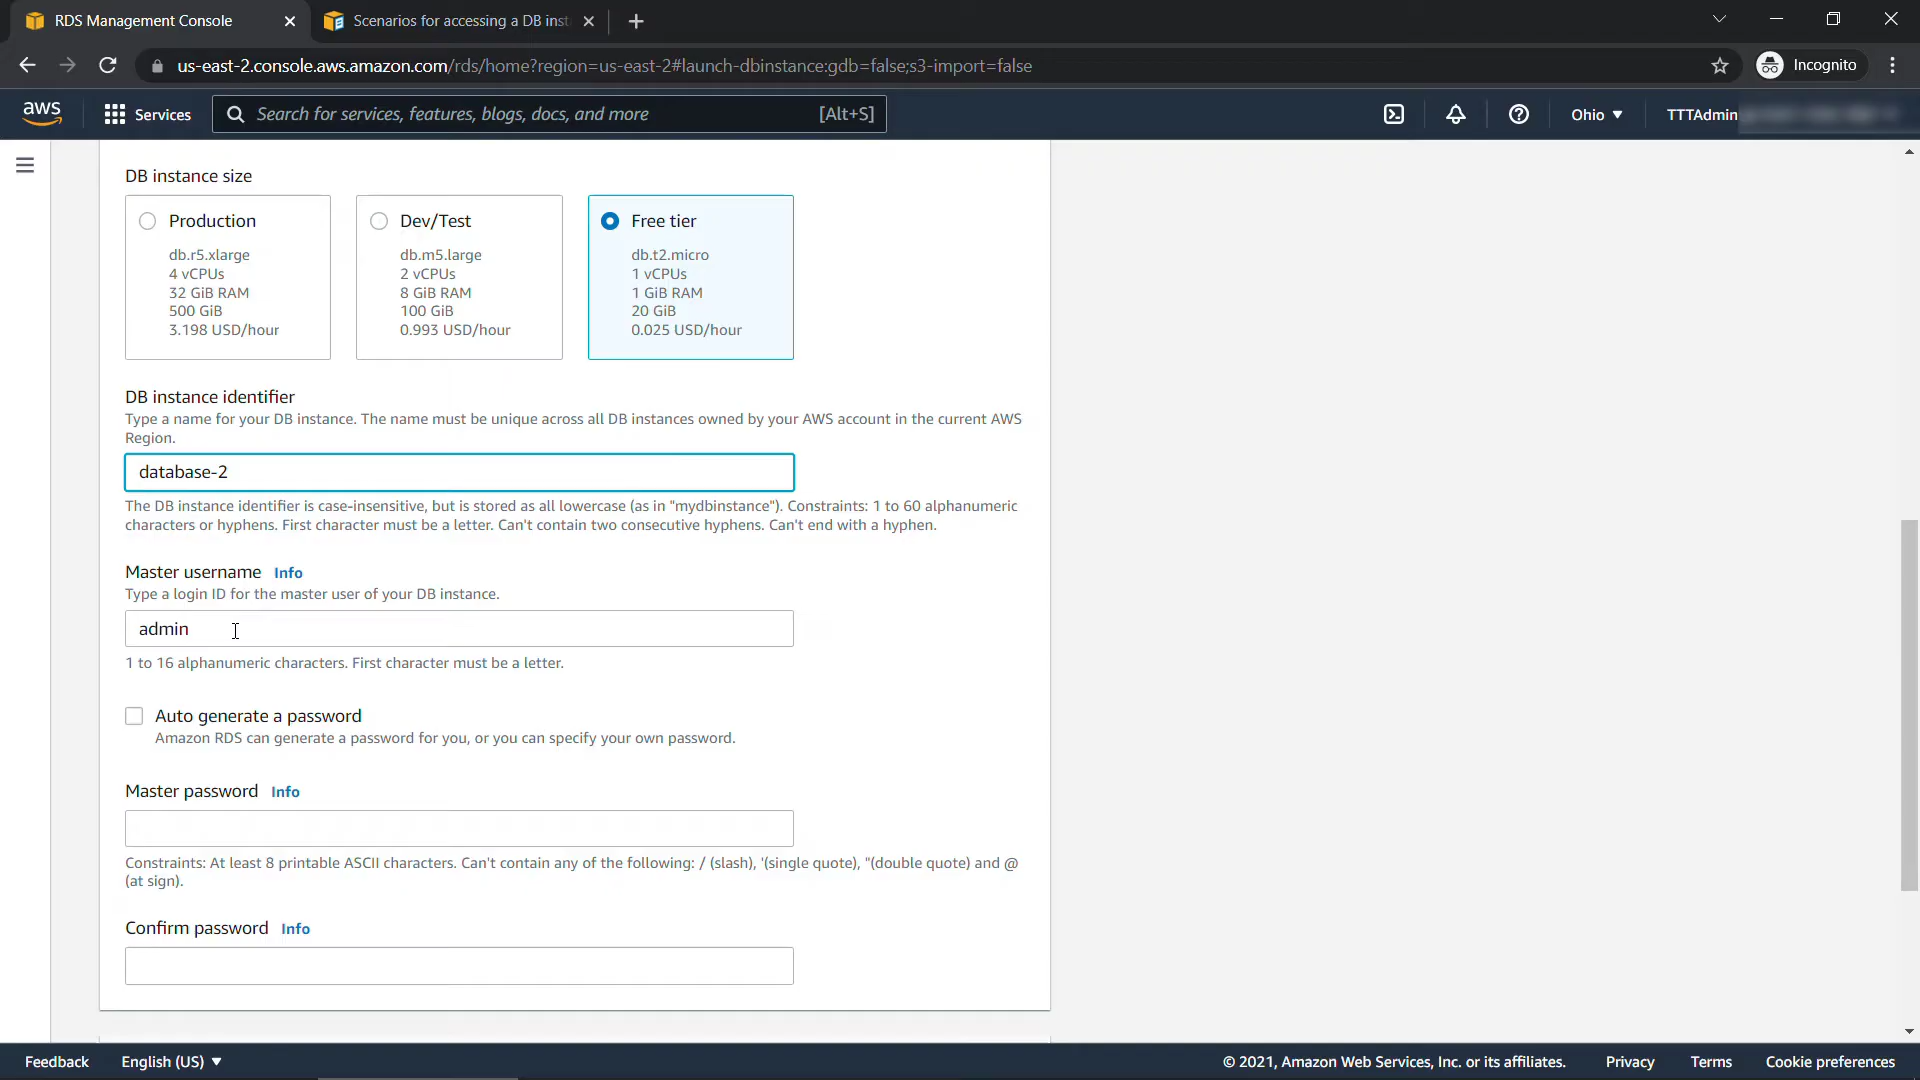 RDS Management Console
Scenarios for accessing a DB inst
us-east-2.console.aws.amazon.com/rds/home?region=us-east-2#launch-dbinstance:gdb=false;s3-import=false
Incognito
aws
Services
Search for services, features, blogs, docs, and more
[Alt+S]
Ohio
TTTAdmin
DB instance size
Production
db.r5.xlarge
4 vCPUs
32 GiB RAM
500 GiB
3.198 USD/hour
Dev/Test
db.m5.large
2 vCPUs
8 GiB RAM
100 GiB
0.993 USD/hour
Free tier
db.t2.micro
1 vCPUs
1 GiB RAM
20 GiB
0.025 USD/hour
DB instance identifier
Type a name for your DB instance. The name must be unique across all DB instances owned by your AWS account in the current AWS
Region.
database-2
The DB instance identifier is case-insensitive, but is stored as all lowercase (as in "mydbinstance"). Constraints: 1 to 60 alphanumeric
characters or hyphens. First character must be a letter. Can't contain two consecutive hyphens. Can't end with a hyphen.
Master username Info
Type a login ID for the master user of your DB instance.
admin
1 to 16 alphanumeric characters. First character must be a letter.
Auto generate a password
Amazon RDS can generate a password for you, or you can specify your own password.
Master password Info
Constraints: At least 8 printable ASCII characters. Can't contain any of the following: / (slash), '(single quote), "(double quote) and @
(at sign).
Confirm password Info
Feedback
English (US)
© 2021, Amazon Web Services, Inc. or its affiliates.
Privacy
Terms
Cookie preferences